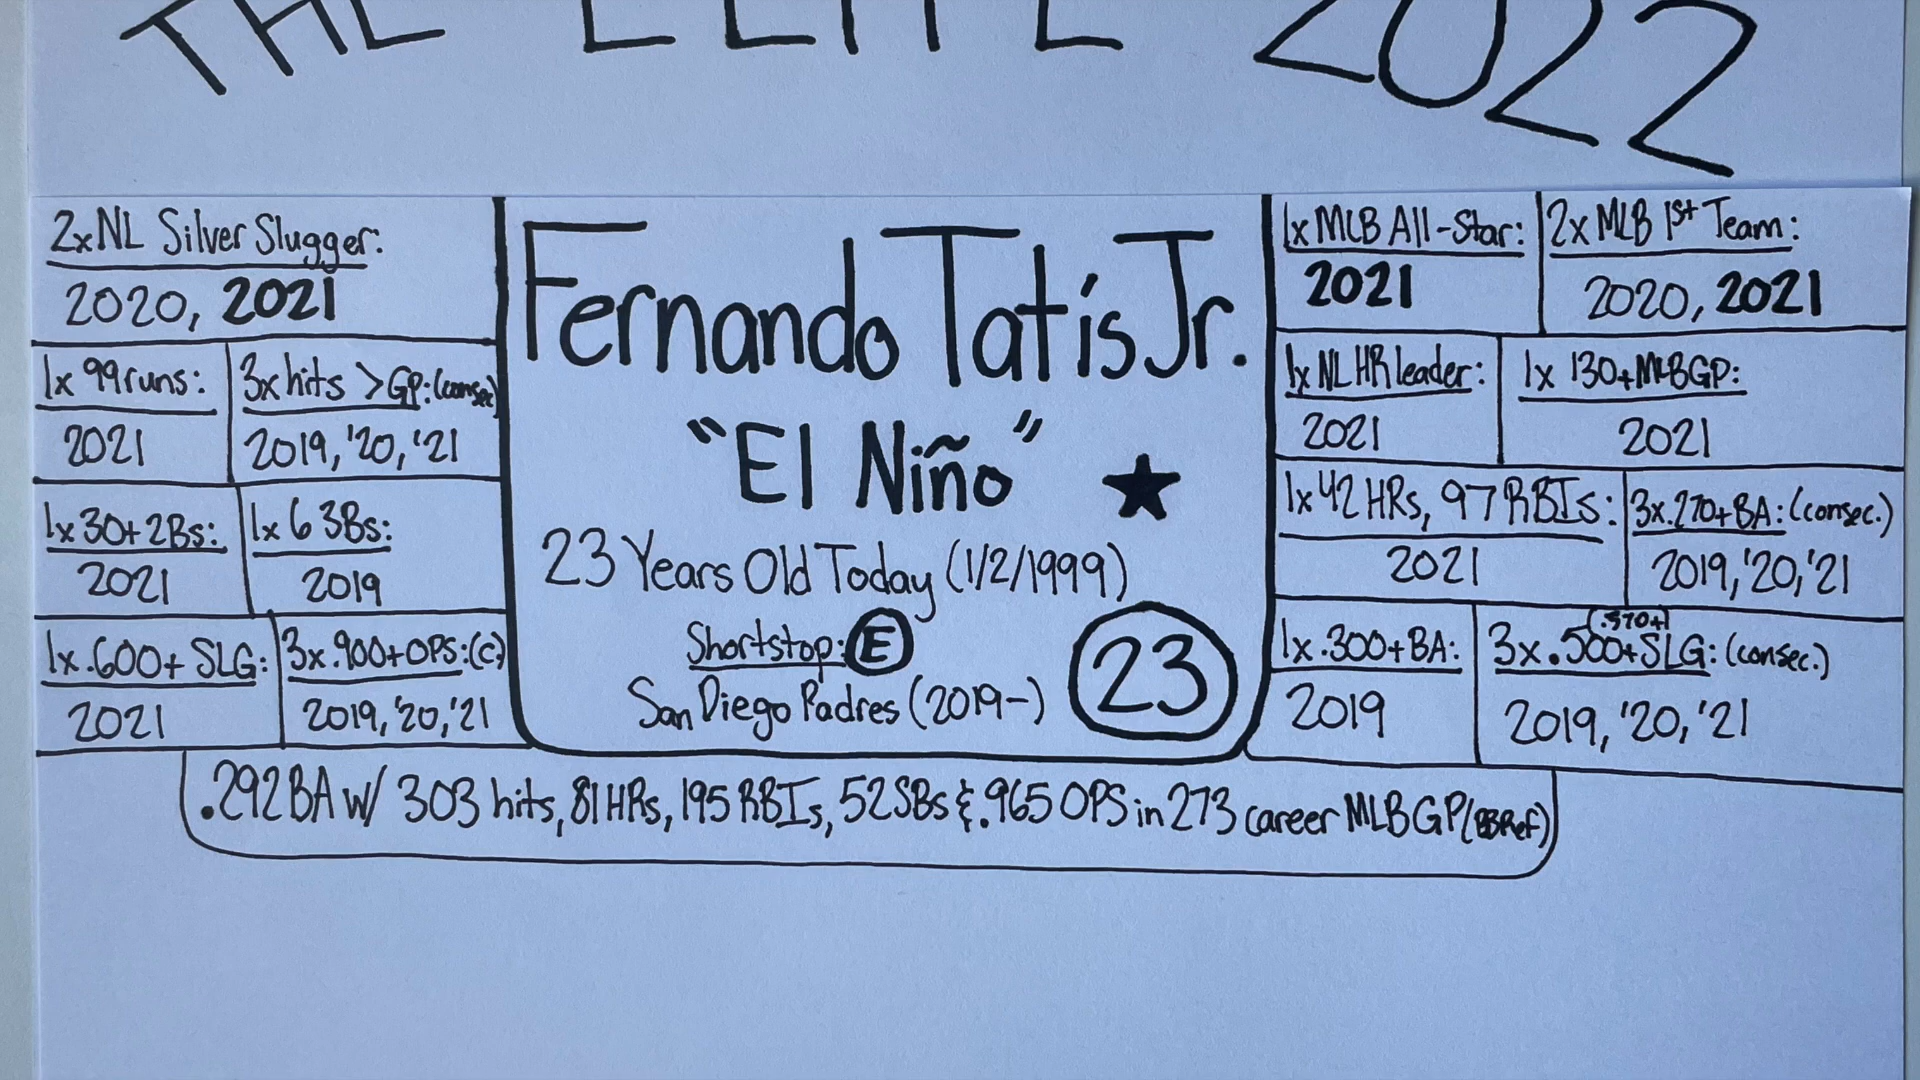 THE ELITE 2022
2xNL Silver Slugger:
2020, 2021
1x 99 runs:
2021
3x hits > GP: (consec)
2019, '20, '21
1x 30+ 2Bs:
2021
1x 6 3Bs:
2019
1x .600+ SLG:
2021
3x .900+ OPS: (c)
2019, '20, '21
Fernando Tatís Jr.
"El Niño" ★
23 Years Old Today (1/2/1999)
Shortstop: E
San Diego Padres (2019-)
23
1x MLB All-Star:
2021
2x MLB 1st Team:
2020, 2021
1x NL HR leader:
2021
1x 130+ MLB GP:
2021
1x 42 HRs, 97 RBIs:
2021
3x .270+ BA: (consec.)
2019, '20, '21
1x .300+ BA:
2019
(.570+)
3x .500+ SLG: (consec.)
2019, '20, '21
.292 BA w/ 303 hits, 81 HRs, 195 RBIs, 52 SBs & .965 OPS in 273 career MLB GP (BBRef)